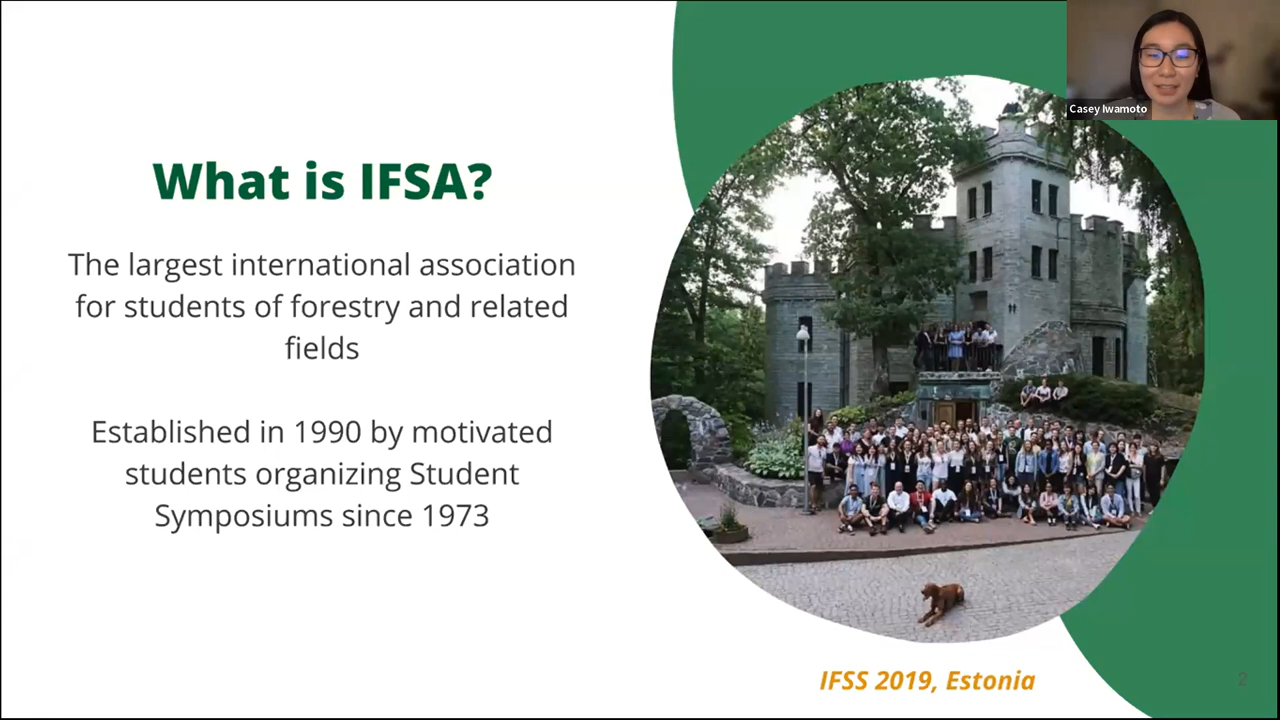 Casey Iwamoto
What is IFSA?
The largest international association
for students of forestry and related
fields
Established in 1990 by motivated
students organizing Student
Symposiums since 1973
IFSS 2019, Estonia
2